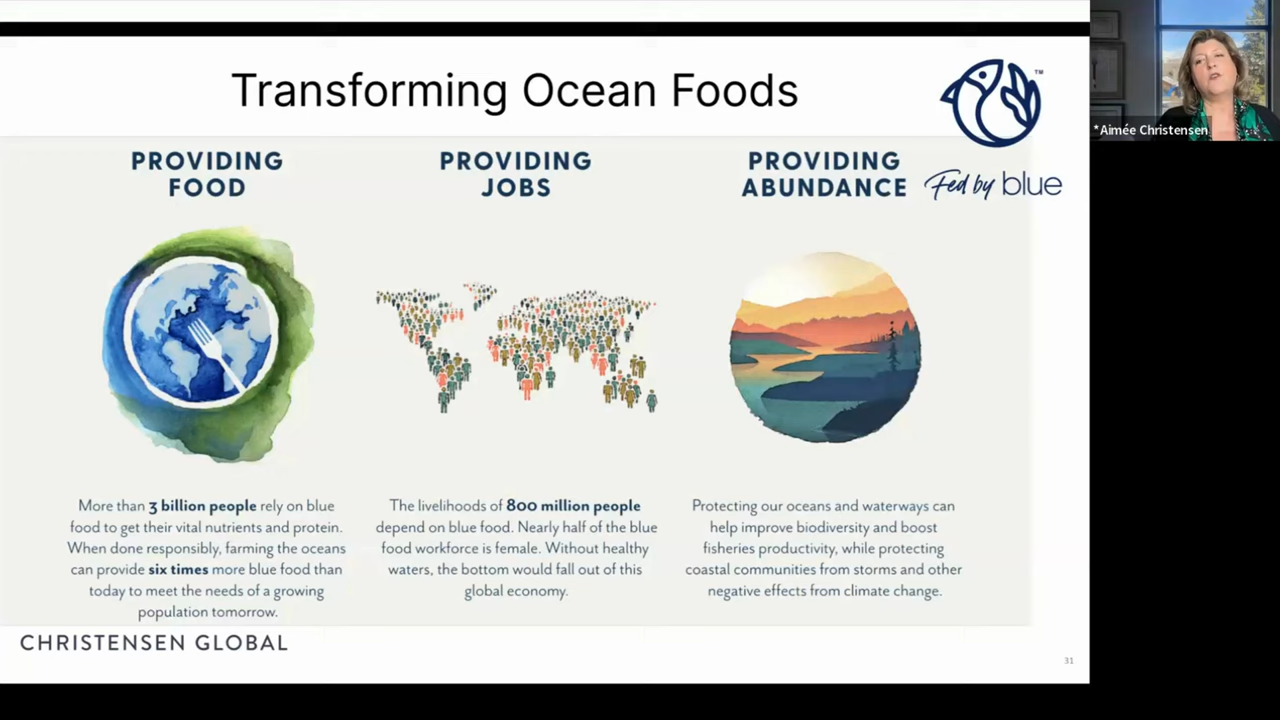 Transforming Ocean Foods
™
Fed by blue
PROVIDING
FOOD
More than 3 billion people rely on blue
food to get their vital nutrients and protein.
When done responsibly, farming the oceans
can provide six times more blue food than
today to meet the needs of a growing
population tomorrow.
PROVIDING
JOBS
The livelihoods of 800 million people
depend on blue food. Nearly half of the blue
food workforce is female. Without healthy
waters, the bottom would fall out of this
global economy.
PROVIDING
ABUNDANCE
Protecting our oceans and waterways can
help improve biodiversity and boost
fisheries productivity, while protecting
coastal communities from storms and other
negative effects from climate change.
CHRISTENSEN GLOBAL
31
*Aimée Christensen